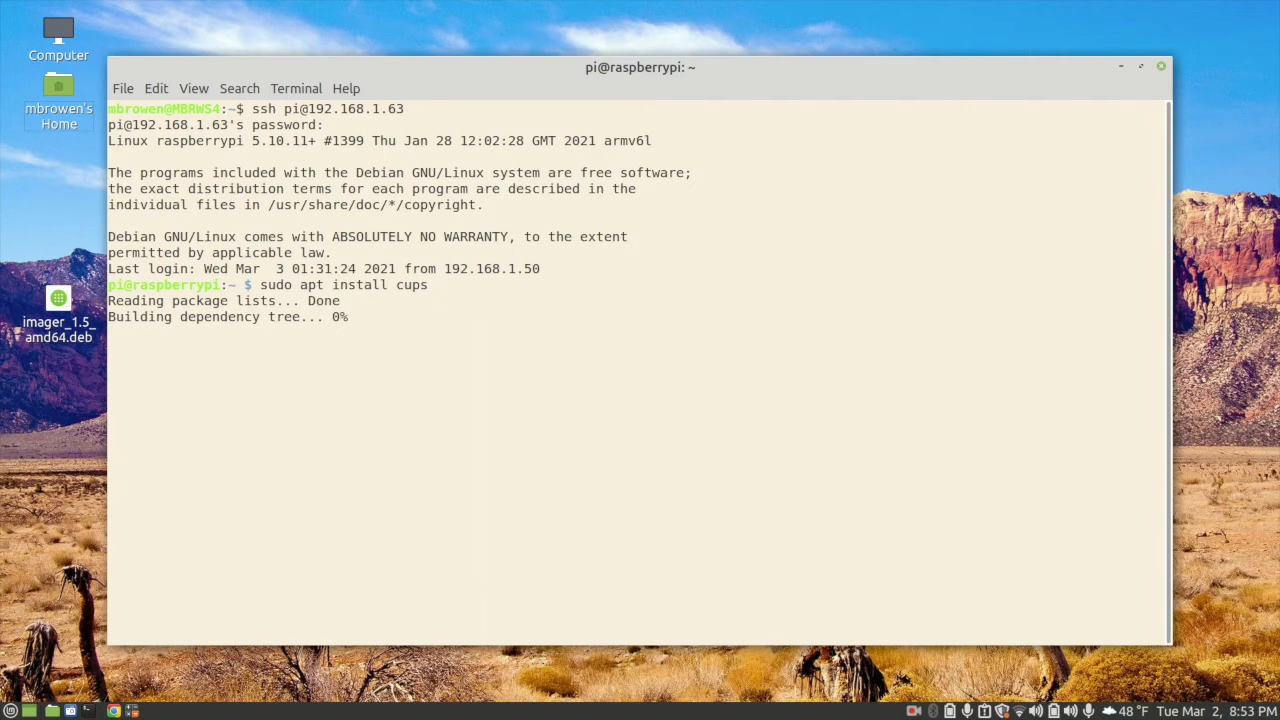 Computer
mbrowen's
Home
imager_1.5_
amd64.deb
pi@raspberrypi: ~
File Edit View Search Terminal Help
mbrowen@MBRWS4:~$ ssh pi@192.168.1.63
pi@192.168.1.63's password:
Linux raspberrypi 5.10.11+ #1399 Thu Jan 28 12:02:28 GMT 2021 armv6l
The programs included with the Debian GNU/Linux system are free software;
the exact distribution terms for each program are described in the
individual files in /usr/share/doc/*/copyright.
Debian GNU/Linux comes with ABSOLUTELY NO WARRANTY, to the extent
permitted by applicable law.
Last login: Wed Mar  3 01:31:24 2021 from 192.168.1.50
pi@raspberrypi:~ $ sudo apt install cups
Reading package lists... Done
Building dependency tree... 0%
48 °F Tue Mar 2, 8:53 PM